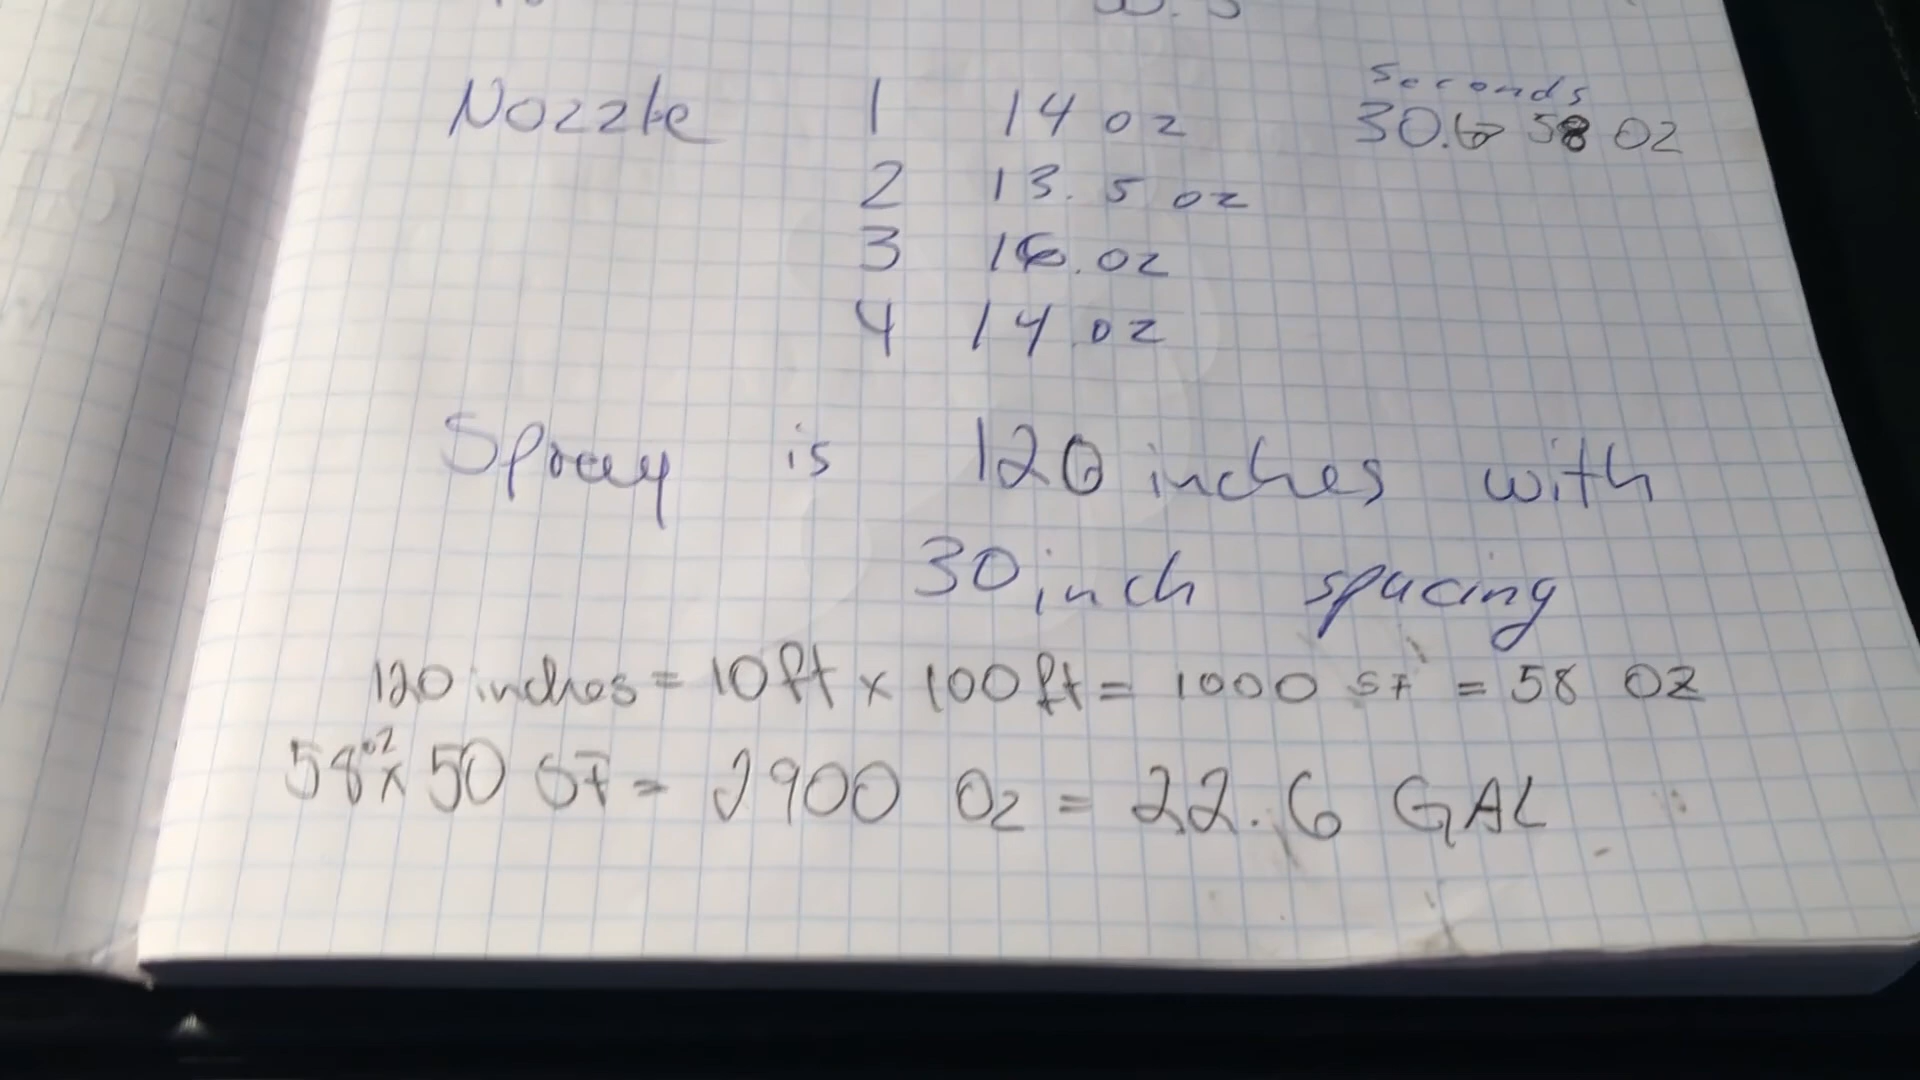 Nozzle 1 14 oz seconds 30.6 58 OZ
2 13.5 oz
3 16.oz
4 14 oz
Spray is 120 inches with
30 inch spacing
120 inches = 10ft x 100ft = 1000 SF = 58 OZ
58 oz x 50 SF = 2900 Oz = 22.6 GAL